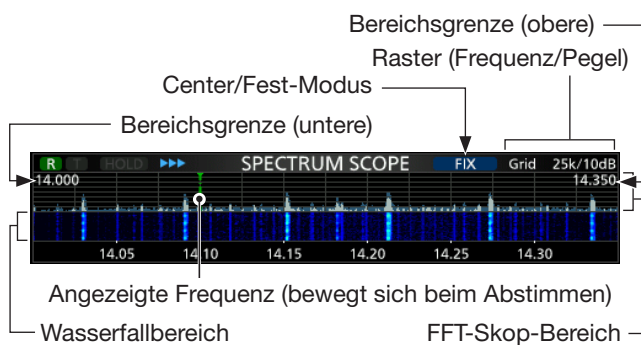 Bereichsgrenze (obere)
Raster (Frequenz/Pegel)
Center/Fest-Modus
Bereichsgrenze (untere)
R T HOLD SPECTRUM SCOPE FIX Grid 25k/10dB
14.000 14.350
14.05 14.10 14.15 14.20 14.25 14.30
Angezeigte Frequenz (bewegt sich beim Abstimmen)
Wasserfallbereich FFT-Skop-Bereich